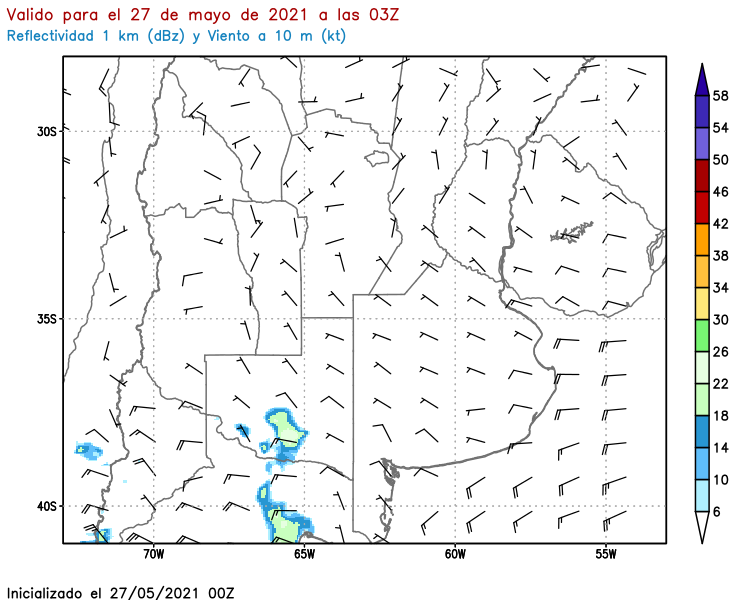 Valido para el 27 de mayo de 2021 a las 03Z
Reflectividad 1 km (dBz) y Viento a 10 m (kt)
58
54
50
46
42
38
34
30
26
22
18
14
10
6
30S
35S
40S
70W 65W 60W 55W
Inicializado el 27/05/2021 00Z